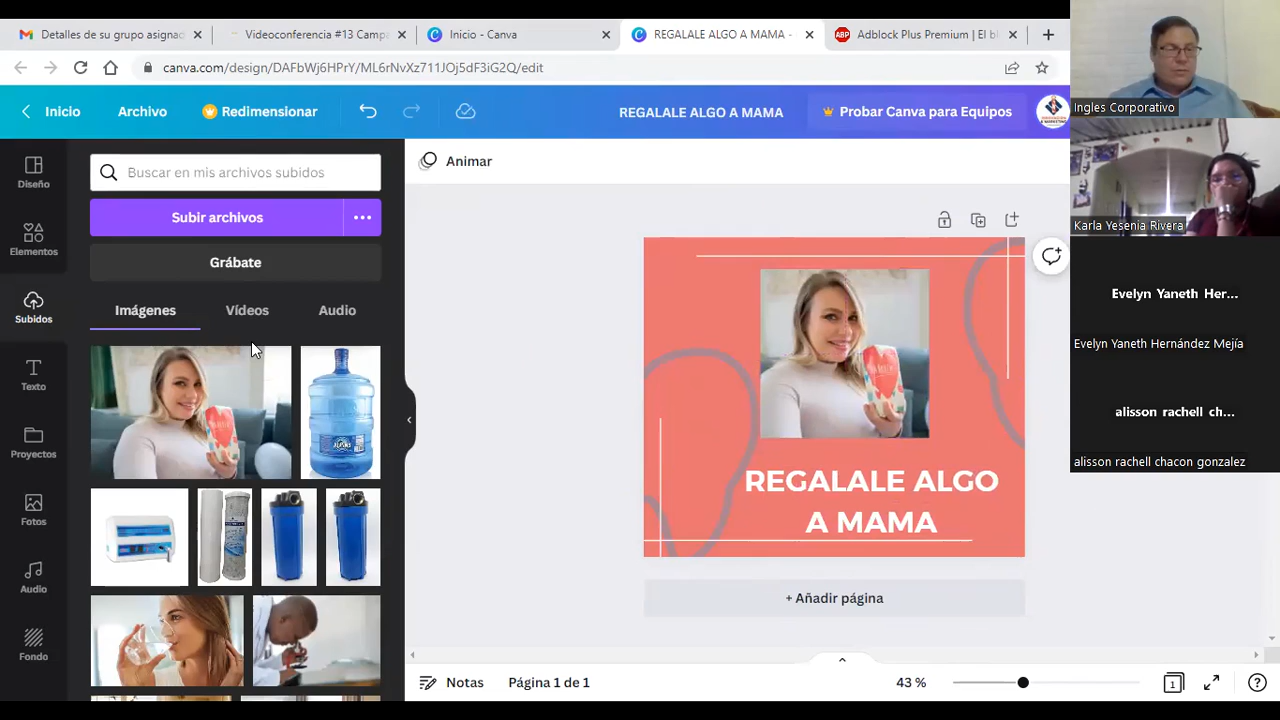 Detalles de su grupo asignac
Videoconferencia #13 Campa
Inicio - Canva
REGALALE ALGO A MAMA -
ABP
Adblock Plus Premium | El bl
canva.com/design/DAFbWj6HPrY/ML6rNvXz711JOj5dF3iG2Q/edit
Inicio
Archivo
Redimensionar
REGALALE ALGO A MAMA
Probar Canva para Equipos
Ingles Corporativo
Diseño
Buscar en mis archivos subidos
Animar
Subir archivos
Karla Yesenia Rivera
Elementos
Grábate
Evelyn Yaneth Her...
Subidos
Imágenes
Vídeos
Audio
Evelyn Yaneth Hernández Mejía
Texto
alisson rachell ch...
Proyectos
alisson rachell chacon gonzalez
REGALALE ALGO
A MAMA
Fotos
Audio
+ Añadir página
Fondo
Notas
Página 1 de 1
43 %
1